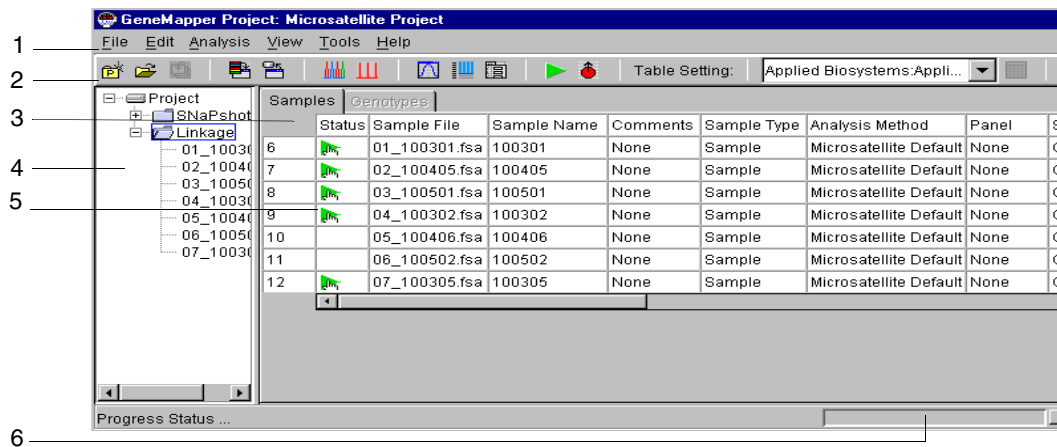 GeneMapper Project: Microsatellite Project
1
File Edit Analysis View Tools Help
2
Table Setting: Applied Biosystems:Appli...
Project
SNaPshot
Linkage
01_10030
02_10040
03_10050
04_10030
05_10040
06_10050
07_10030
3
4
5
Samples Genotypes
Status Sample File Sample Name Comments Sample Type Analysis Method Panel S
6 01_100301.fsa 100301 None Sample Microsatellite Default None
7 02_100405.fsa 100405 None Sample Microsatellite Default None
8 03_100501.fsa 100501 None Sample Microsatellite Default None
9 04_100302.fsa 100302 None Sample Microsatellite Default None
10 05_100406.fsa 100406 None Sample Microsatellite Default None
11 06_100502.fsa 100502 None Sample Microsatellite Default None
12 07_100305.fsa 100305 None Sample Microsatellite Default None
Progress Status ...
6